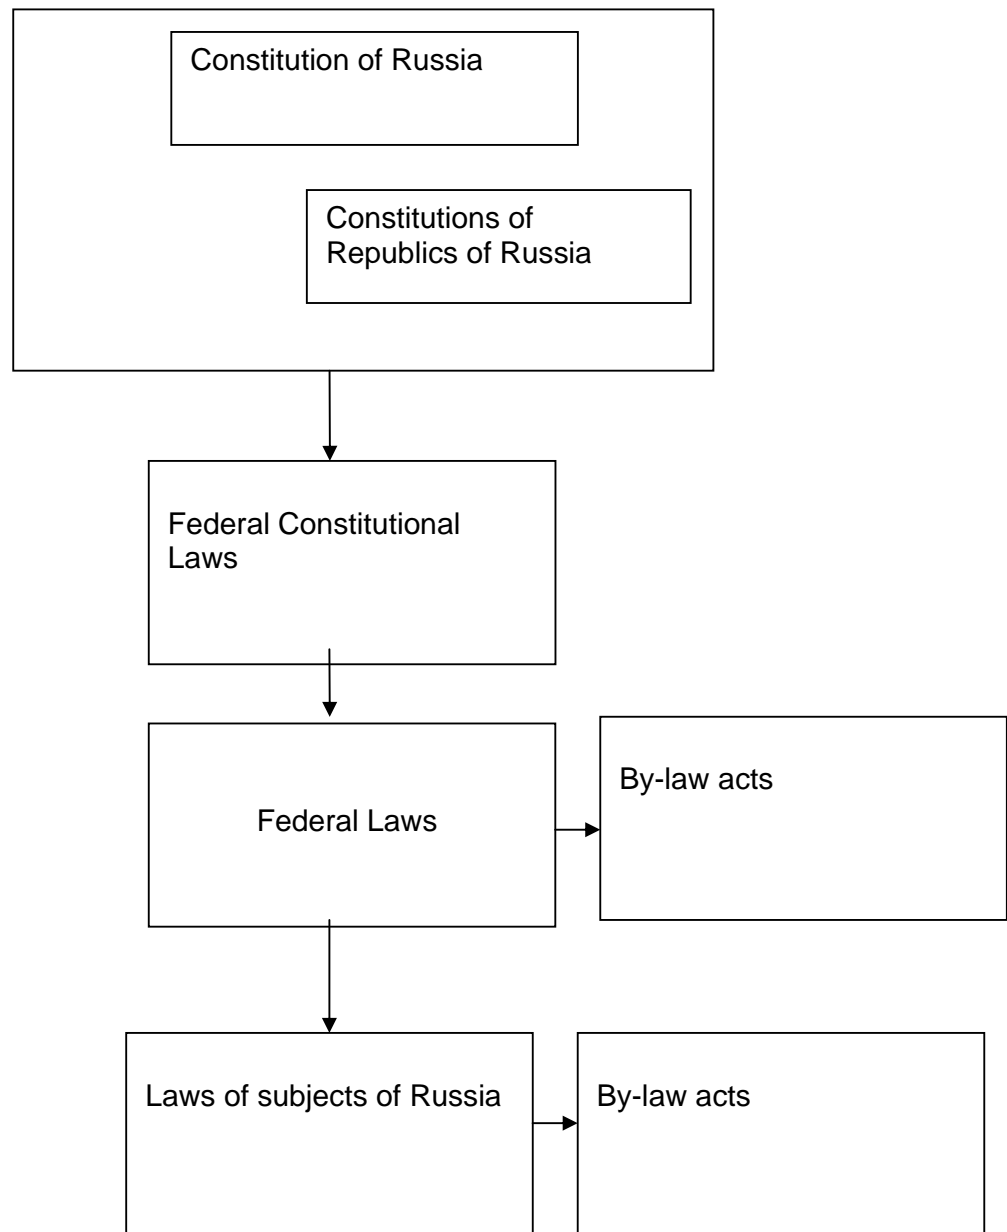 Constitution of Russia
Constitutions of
Republics of Russia
Federal Constitutional
Laws
Federal Laws
By-law acts
Laws of subjects of Russia
By-law acts